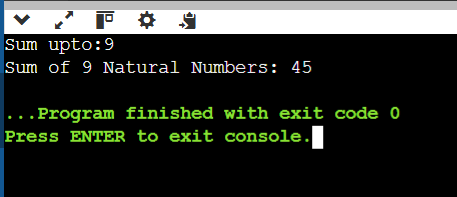 Sum upto:9
Sum of 9 Natural Numbers: 45
...Program finished with exit code 0
Press ENTER to exit console.